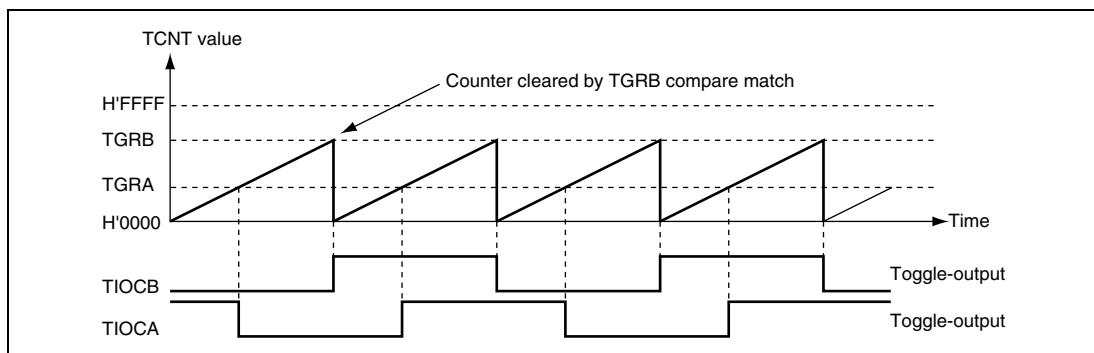 TCNT value
Counter cleared by TGRB compare match
H'FFFF
TGRB
TGRA
H'0000
Time
TIOCB
Toggle-output
TIOCA
Toggle-output